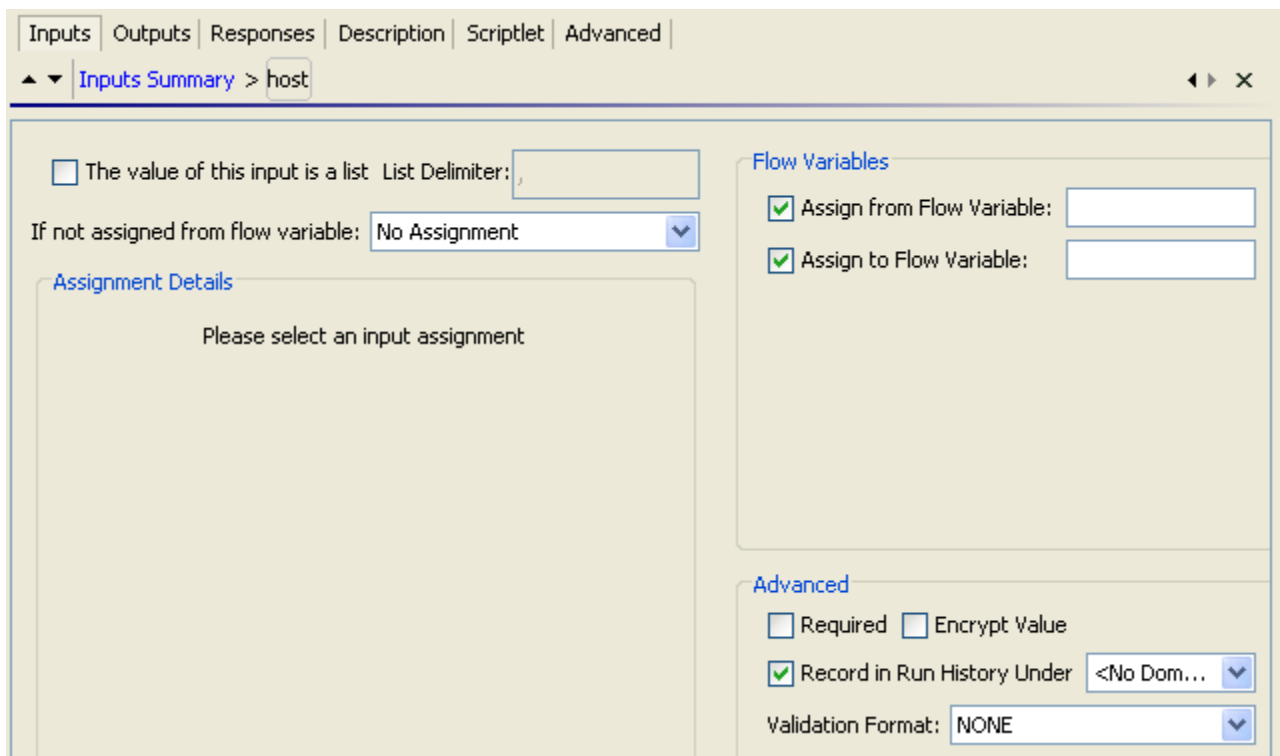 Inputs Outputs Responses Description Scriptlet Advanced
Inputs Summary > host
The value of this input is a list List Delimiter: ,
If not assigned from flow variable: No Assignment
Assignment Details
Please select an input assignment
Flow Variables
Assign from Flow Variable:
Assign to Flow Variable:
Advanced
Required Encrypt Value
Record in Run History Under <No Dom...
Validation Format: NONE